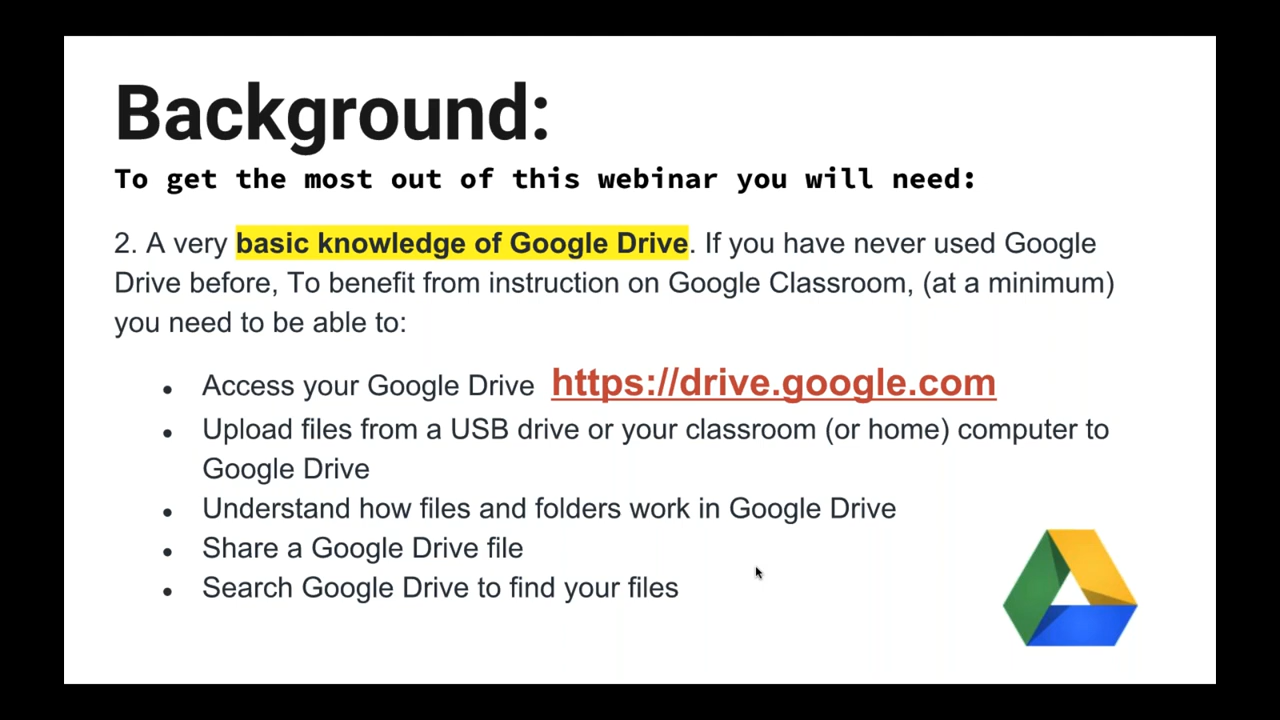 Background:
To get the most out of this webinar you will need:
2. A very basic knowledge of Google Drive. If you have never used Google
Drive before, To benefit from instruction on Google Classroom, (at a minimum)
you need to be able to:
● Access your Google Drive https://drive.google.com
● Upload files from a USB drive or your classroom (or home) computer to
Google Drive
● Understand how files and folders work in Google Drive
● Share a Google Drive file
● Search Google Drive to find your files